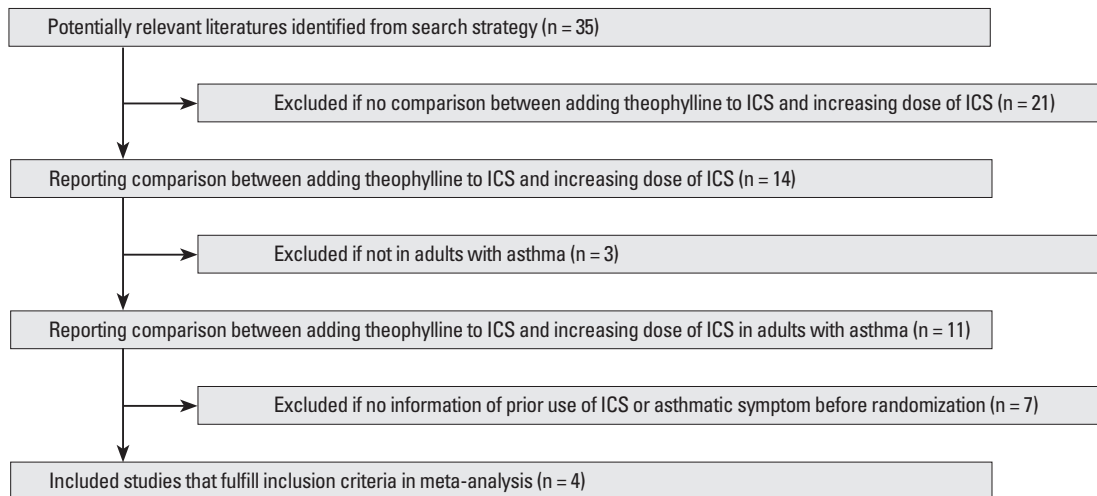 Potentially relevant literatures identified from search strategy (n = 35)
Excluded if no comparison between adding theophylline to ICS and increasing dose of ICS (n = 21)
Reporting comparison between adding theophylline to ICS and increasing dose of ICS (n = 14)
Excluded if not in adults with asthma (n = 3)
Reporting comparison between adding theophylline to ICS and increasing dose of ICS in adults with asthma (n = 11)
Excluded if no information of prior use of ICS or asthmatic symptom before randomization (n = 7)
Included studies that fulfill inclusion criteria in meta-analysis (n = 4)